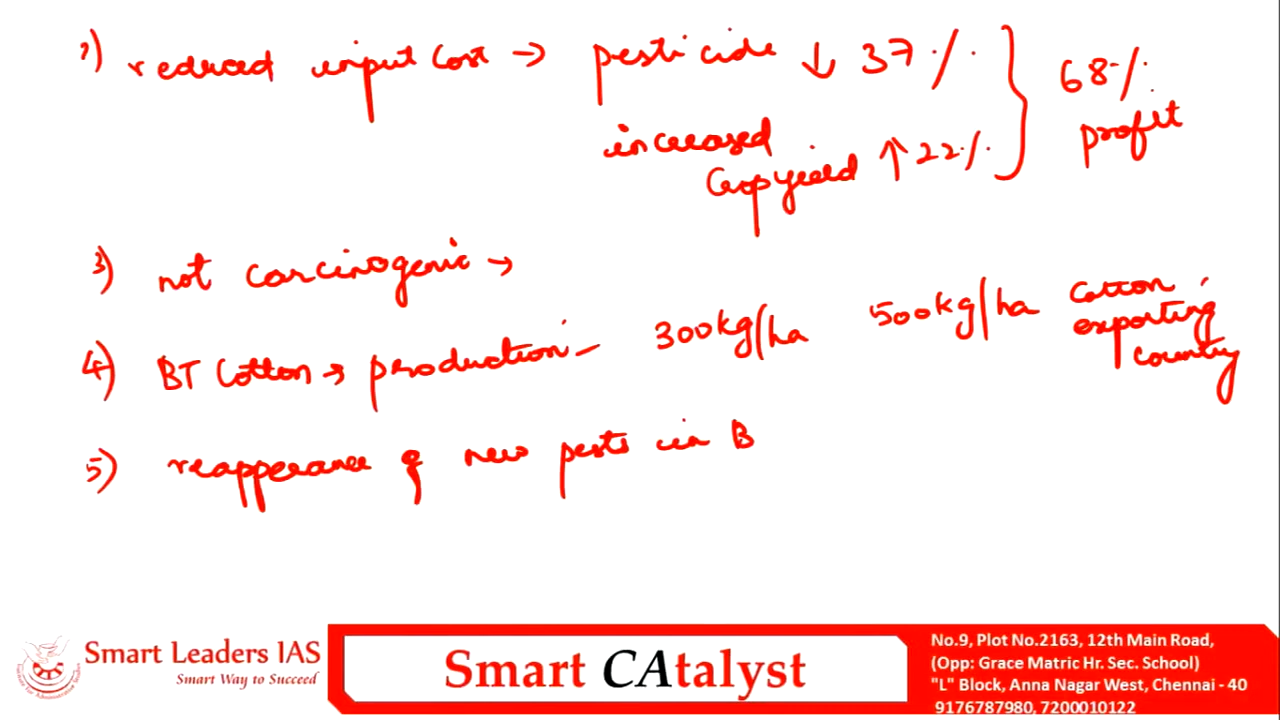 2) reduced input cost → pesticide ↓ 37% } 68% profit
increased crop yield ↑ 22%
3) not carcinogenic →
4) BT Cotton → production - 300kg/ha 500kg/ha Cotton exporting country
5) reapperance of new pests in B
Smart Leaders IAS
Smart Way to Succeed
Smart CAtalyst
No.9, Plot No.2163, 12th Main Road,
(Opp: Grace Matric Hr. Sec. School)
"L" Block, Anna Nagar West, Chennai - 40
9176787980, 7200010122